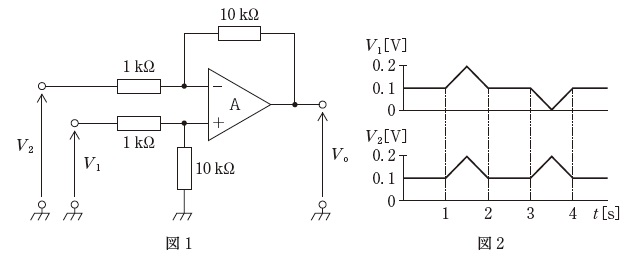 10 kΩ
1 kΩ
A
−
+
1 kΩ
10 kΩ
V₂
V₁
Vₒ
図 1
V₁[V]
0.2
0.1
0
V₂[V]
0.2
0.1
0
1 2 3 4 t[s]
図 2